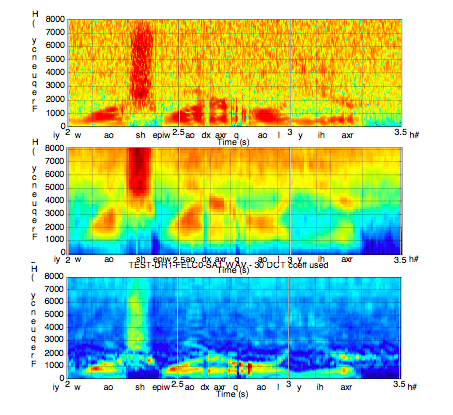 H ( ycneuqerF
8000
7000
6000
5000
4000
3000
2000
1000
0
2 2.5 3 3.5
iy w ao sh epiw ao dx axr q ao l y ih axr h#
Time (s)
H ( ycneuqerF
8000
7000
6000
5000
4000
3000
2000
1000
0
2 2.5 3 3.5
iy w ao sh epiw ao dx axr q ao l y ih axr h#
Time (s)
TEST-DR1-FELC0-SA1.WAV - 30 DCT coeff used
H ( ycneuqerF
8000
7000
6000
5000
4000
3000
2000
1000
0
2 2.5 3 3.5
iy w ao sh epiw ao dx axr q ao l y ih axr h#
Time (s)